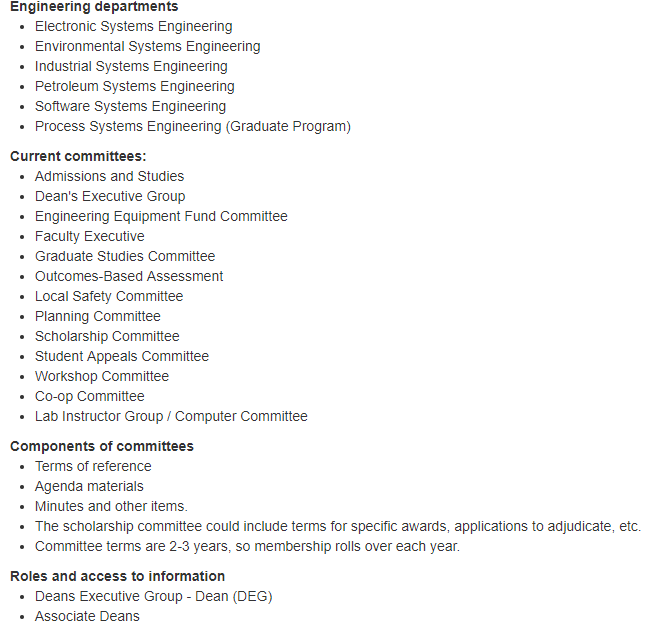 Engineering departments
Electronic Systems Engineering
Environmental Systems Engineering
Industrial Systems Engineering
Petroleum Systems Engineering
Software Systems Engineering
Process Systems Engineering (Graduate Program)
Current committees:
Admissions and Studies
Dean's Executive Group
Engineering Equipment Fund Committee
Faculty Executive
Graduate Studies Committee
Outcomes-Based Assessment
Local Safety Committee
Planning Committee
Scholarship Committee
Student Appeals Committee
Workshop Committee
Co-op Committee
Lab Instructor Group / Computer Committee
Components of committees
Terms of reference
Agenda materials
Minutes and other items.
The scholarship committee could include terms for specific awards, applications to adjudicate, etc.
Committee terms are 2-3 years, so membership rolls over each year.
Roles and access to information
Deans Executive Group - Dean (DEG)
Associate Deans